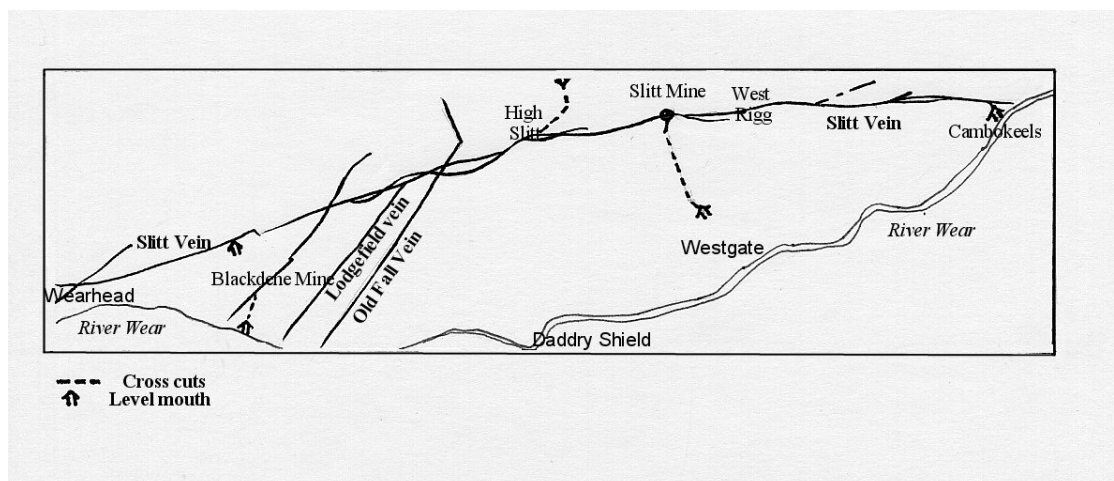 High
Slitt
Slitt Mine
West
Rigg
Slitt Vein
Cambokeels
Slitt Vein
Blackdene Mine
Lodgefield vein
Old Fall Vein
Westgate
River Wear
Wearhead
River Wear
Daddry Shield
Cross cuts
Level mouth